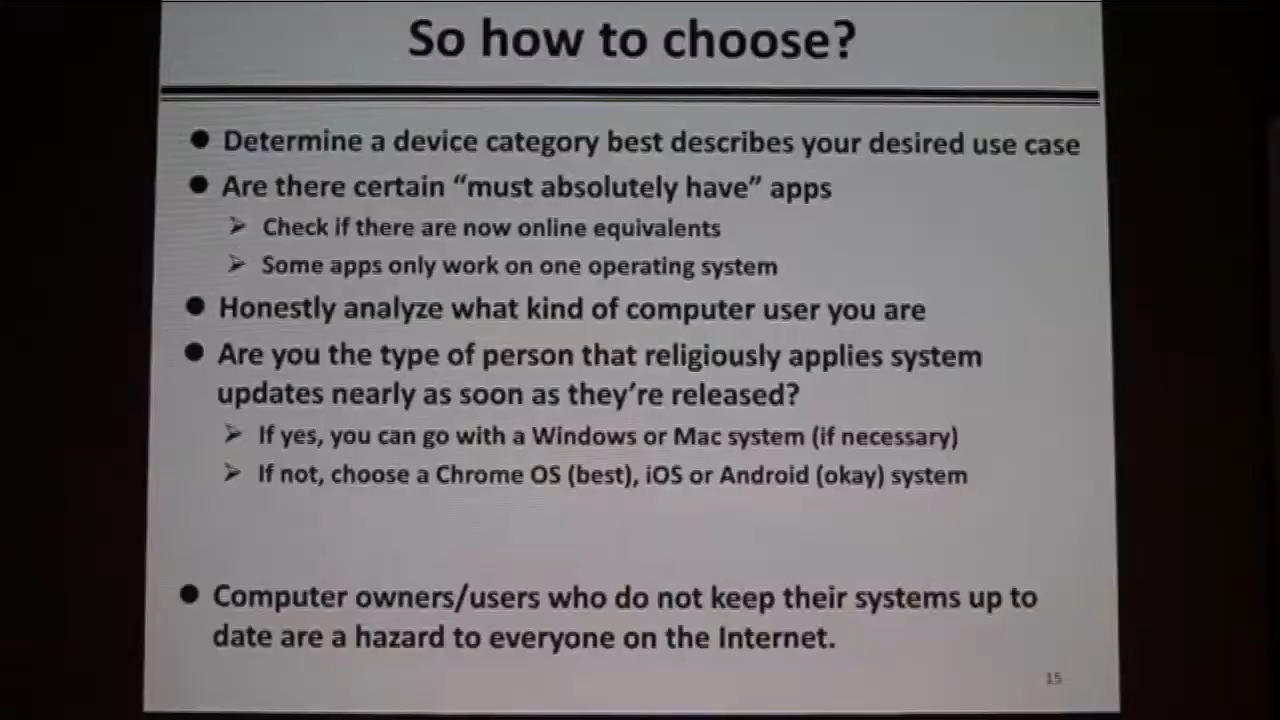 So how to choose?
● Determine a device category best describes your desired use case
● Are there certain “must absolutely have” apps
➢ Check if there are now online equivalents
➢ Some apps only work on one operating system
● Honestly analyze what kind of computer user you are
● Are you the type of person that religiously applies system
updates nearly as soon as they’re released?
➢ If yes, you can go with a Windows or Mac system (if necessary)
➢ If not, choose a Chrome OS (best), iOS or Android (okay) system
● Computer owners/users who do not keep their systems up to
date are a hazard to everyone on the Internet.
15